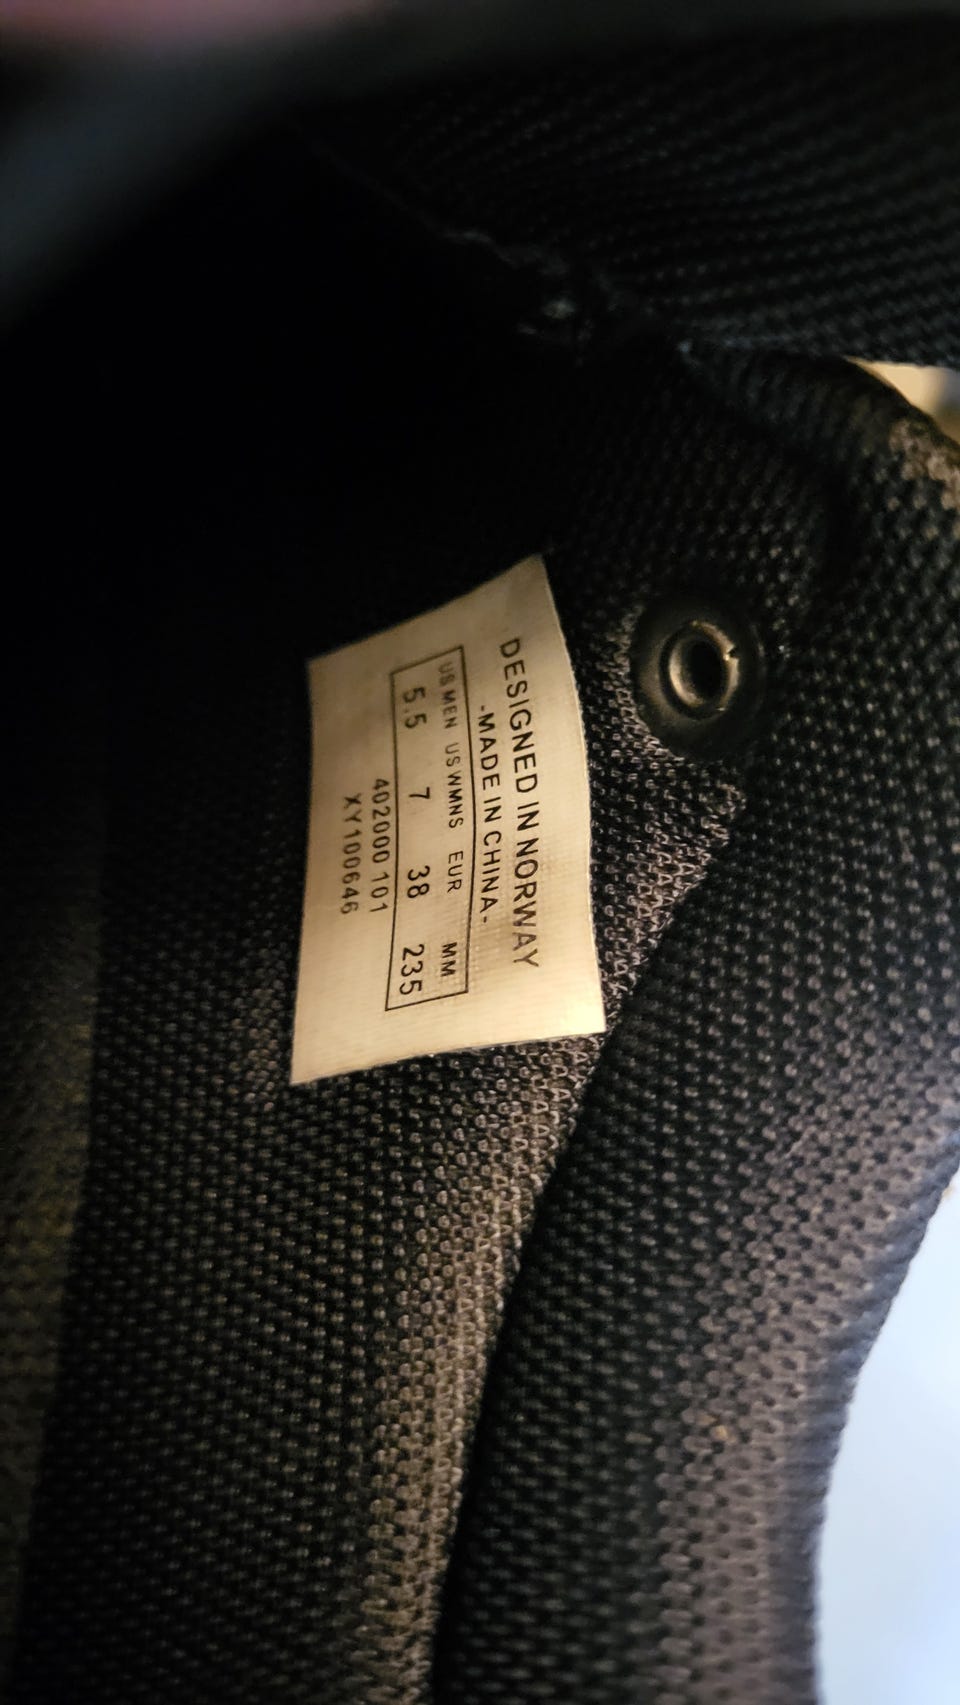 DESIGNED IN NORWAY
-MADE IN CHINA-
US MEN US WMNS EUR MM
5.5 7 38 235
402000 101
XY100646